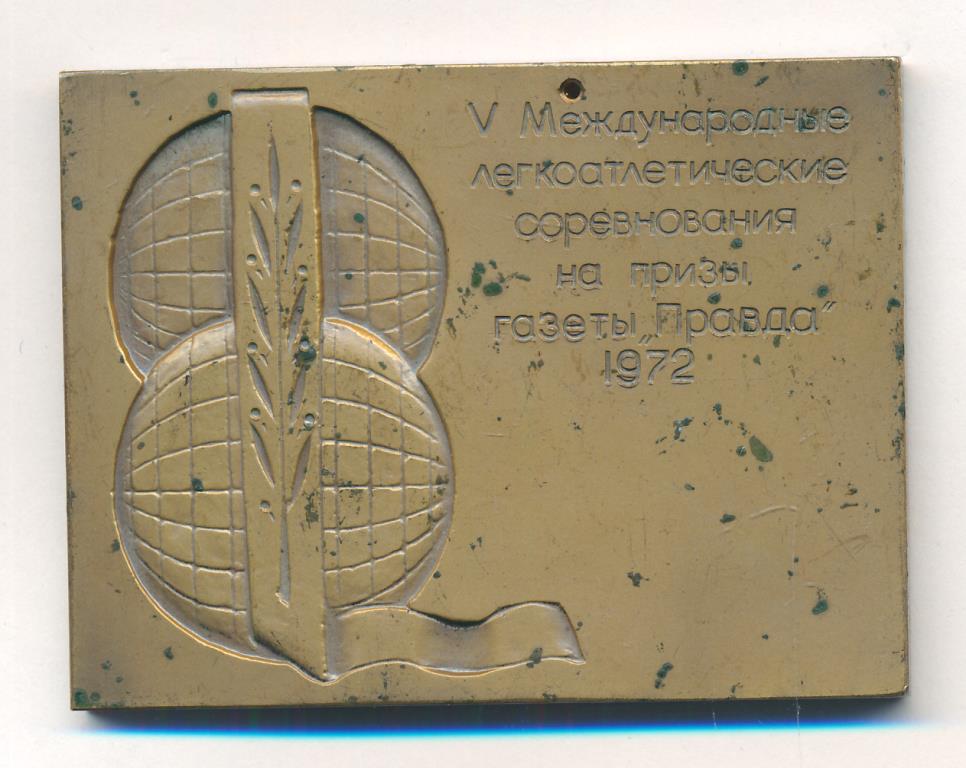 V Международные
легкоатлетические
соревнования
на призы
газеты „Правда“
1972